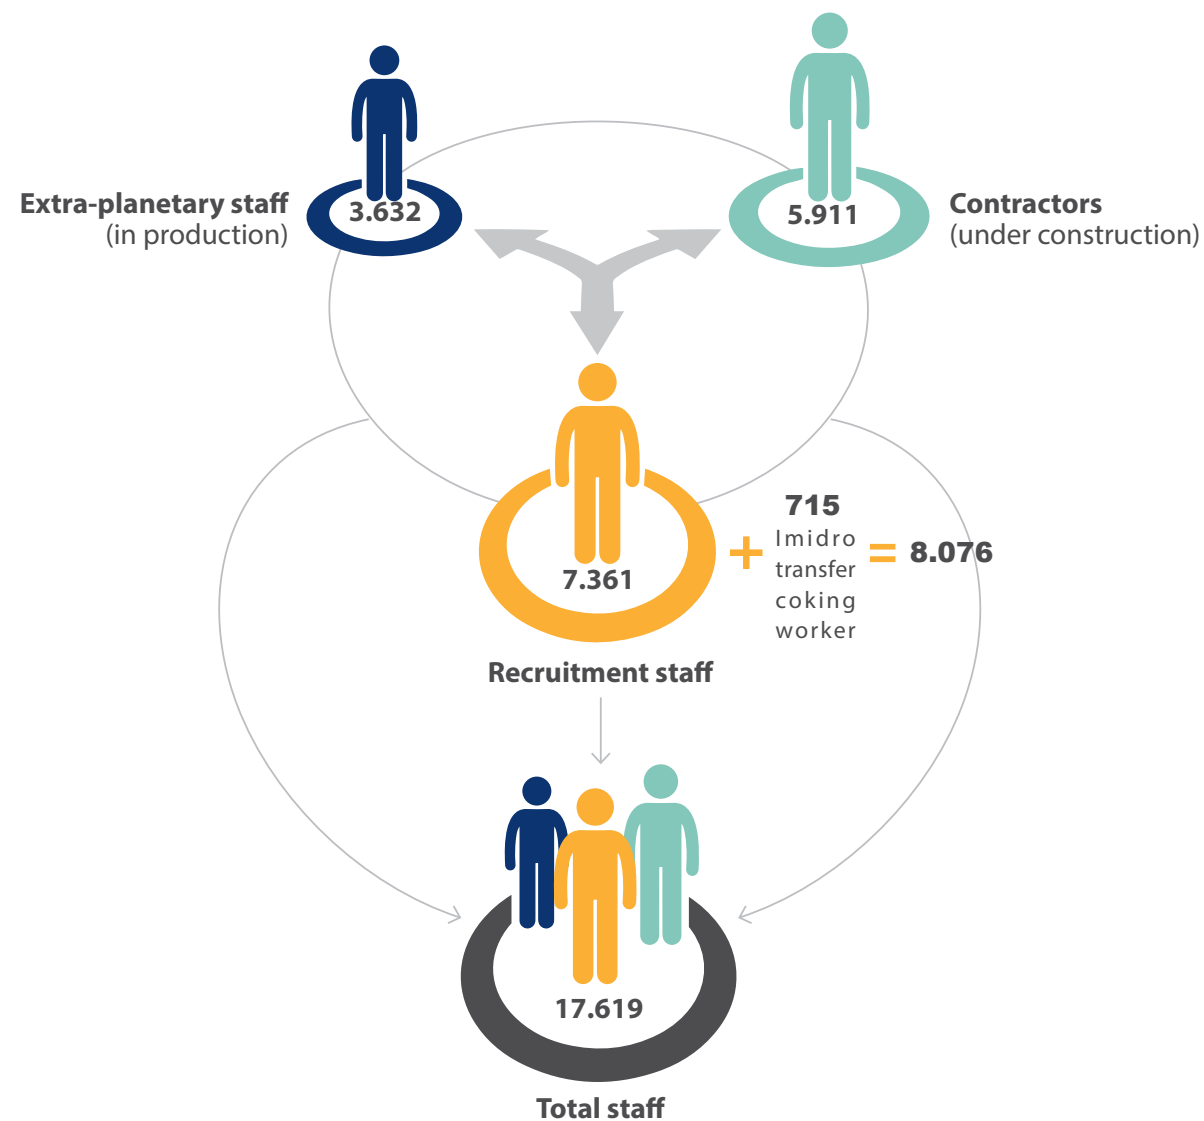 Extra-planetary staff
(in production)
3.632
5.911
Contractors
(under construction)
7.361
Recruitment staff
+
715
Imidro
transfer
coking
worker
= 8.076
17.619
Total staff